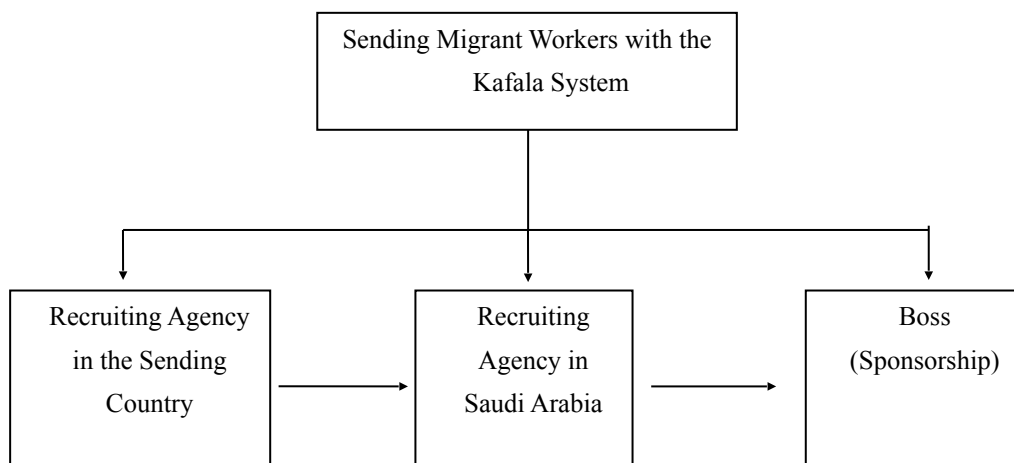 Sending Migrant Workers with the
Kafala System
Recruiting Agency
in the Sending
Country
Recruiting
Agency in
Saudi Arabia
Boss
(Sponsorship)